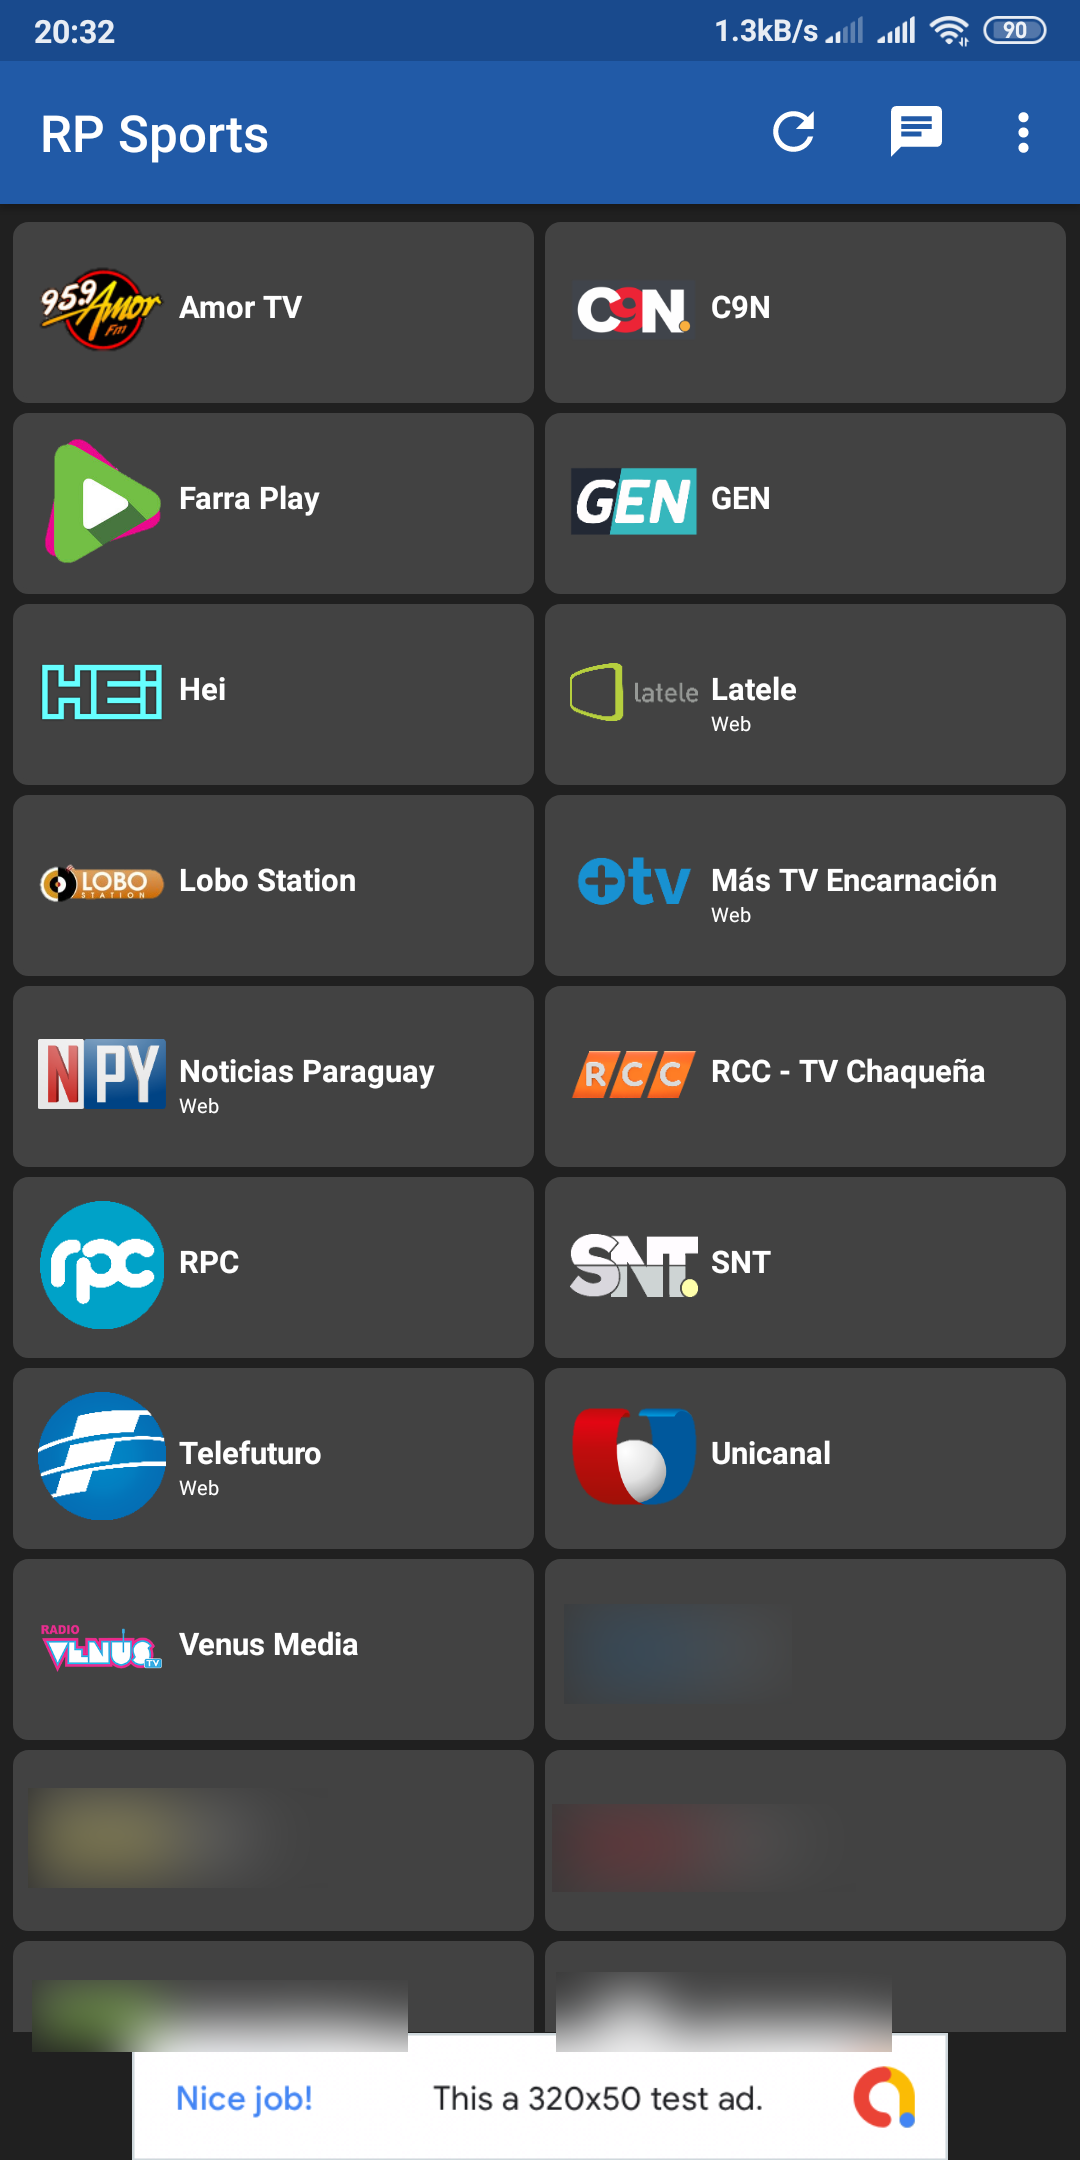 20:32 1.3kB/s 90
RP Sports
95.9 Amor Fm Amor TV
C9N. C9N
Farra Play
GEN GEN
HEi Hei
latele Latele
Web
LOBO STATION Lobo Station
tv Más TV Encarnación
Web
NPY Noticias Paraguay
Web
RCC RCC - TV Chaqueña
rpc RPC
SNT. SNT
Telefuturo
Web
Unicanal
RADIO VENUS TV Venus Media
Nice job! This a 320x50 test ad.